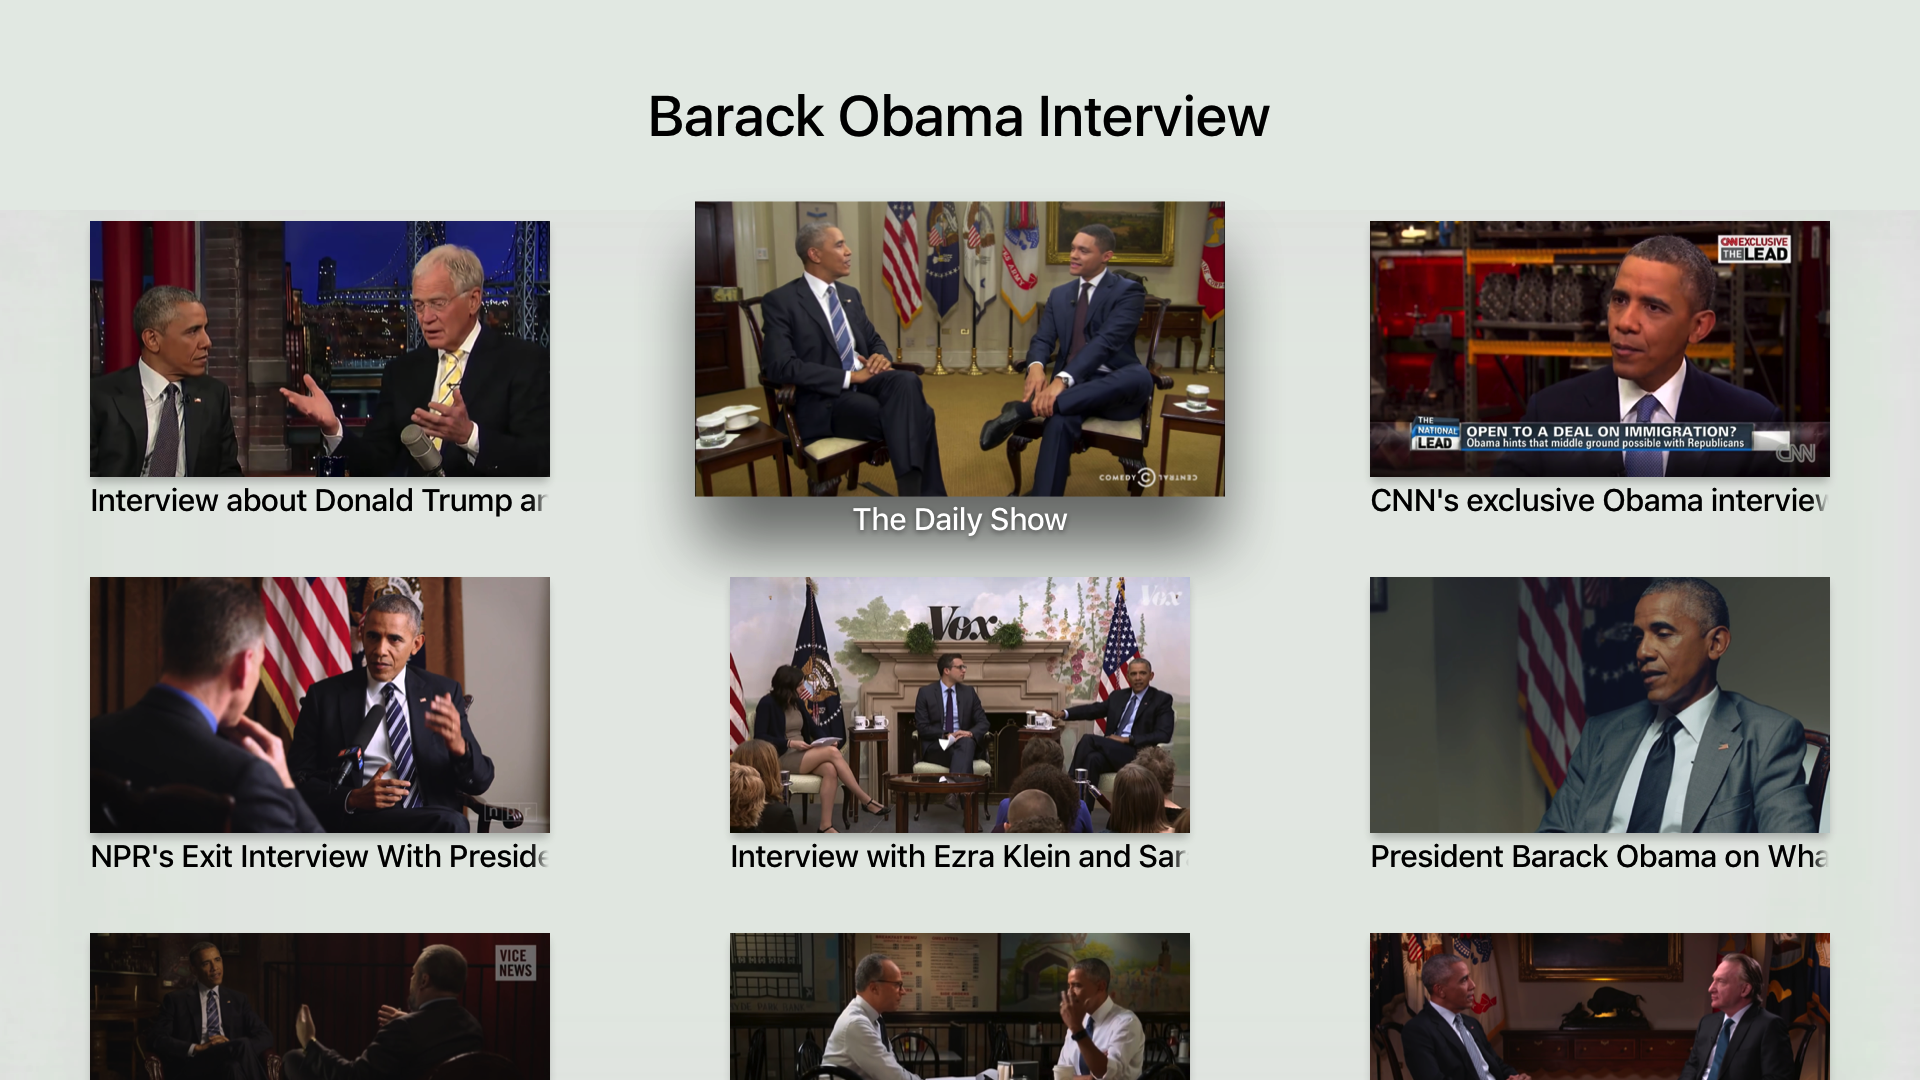 Barack Obama Interview
CNN EXCLUSIVE
THE LEAD
THE NATIONAL LEAD
OPEN TO A DEAL ON IMMIGRATION?
Obama hints that middle ground possible with Republicans
CNN
COMEDY CENTRAL
Interview about Donald Trump ar
The Daily Show
CNN's exclusive Obama interview
Vox
Vox
npr
NPR's Exit Interview With Preside
Interview with Ezra Klein and Sar
President Barack Obama on Wha
VICE
NEWS